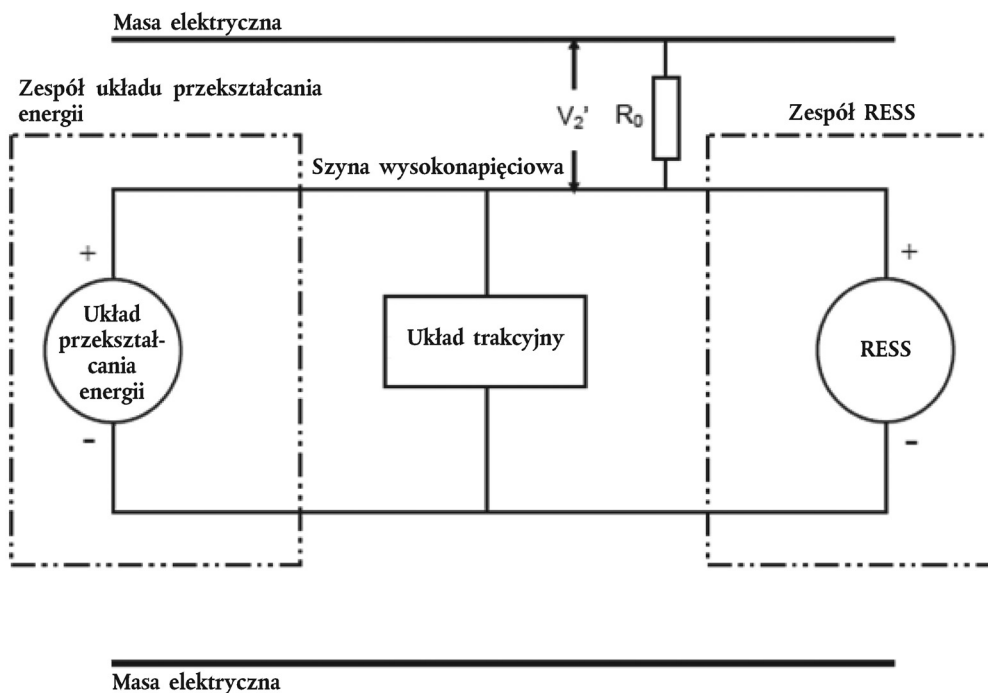 Masa elektryczna
Zespół układu przekształcania
energii
V₂'
R₀
Zespół RESS
Szyna wysokonapięciowa
+
+
Układ
przekształ-
cania
energii
Układ trakcyjny
RESS
-
-
Masa elektryczna